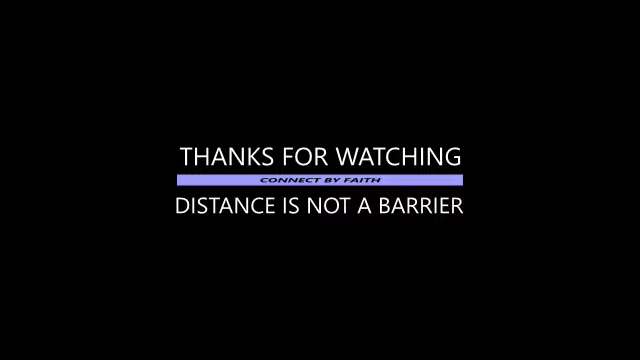 THANKS FOR WATCHING
CONNECT BY FAITH
DISTANCE IS NOT A BARRIER